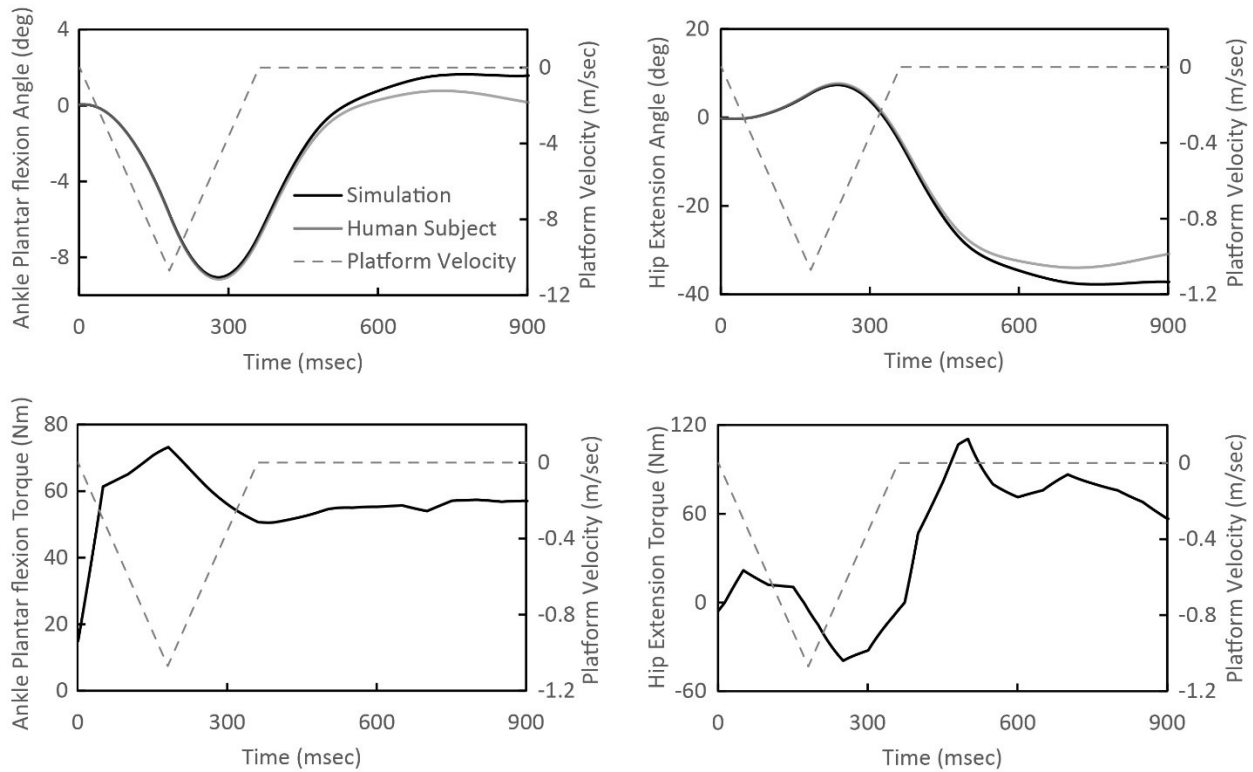 4
0
-4
-8
Ankle Plantar flexion Angle (deg)
0
-4
-8
-12
Platform Velocity (m/sec)
Simulation
Human Subject
Platform Velocity
0 300 600 900
Time (msec)
20
0
-20
-40
Hip Extension Angle (deg)
0
-0.4
-0.8
-1.2
Platform Velocity (m/sec)
0 300 600 900
Time (msec)
80
60
40
20
0
Ankle Plantar flexion Torque (Nm)
0
-0.4
-0.8
-1.2
Platform Velocity (m/sec)
0 300 600 900
Time (msec)
120
60
0
-60
Hip Extension Torque (Nm)
0
-0.4
-0.8
-1.2
Platform Velocity (m/sec)
0 300 600 900
Time (msec)